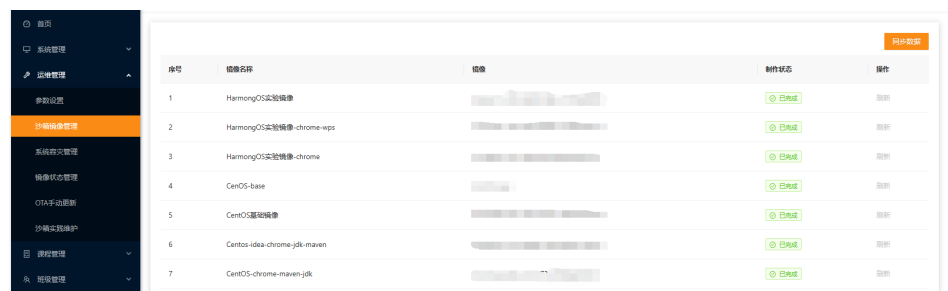 首页
系统管理
运维管理
参数设置
沙箱镜像管理
系统容灾管理
镜像状态管理
OTA手动更新
沙箱实践维护
课程管理
班级管理
同步数据
序号 镜像名称 镜像 制作状态 操作
1 HarmongOS实验镜像 已完成 刷新
2 HarmongOS实验镜像-chrome-wps 已完成 刷新
3 HarmongOS实验镜像-chrome 已完成 刷新
4 CenOS-base 已完成 刷新
5 CentOS基础镜像 已完成 刷新
6 Centos-idea-chrome-jdk-maven 已完成 刷新
7 CentOS-chrome-maven-jdk 已完成 刷新